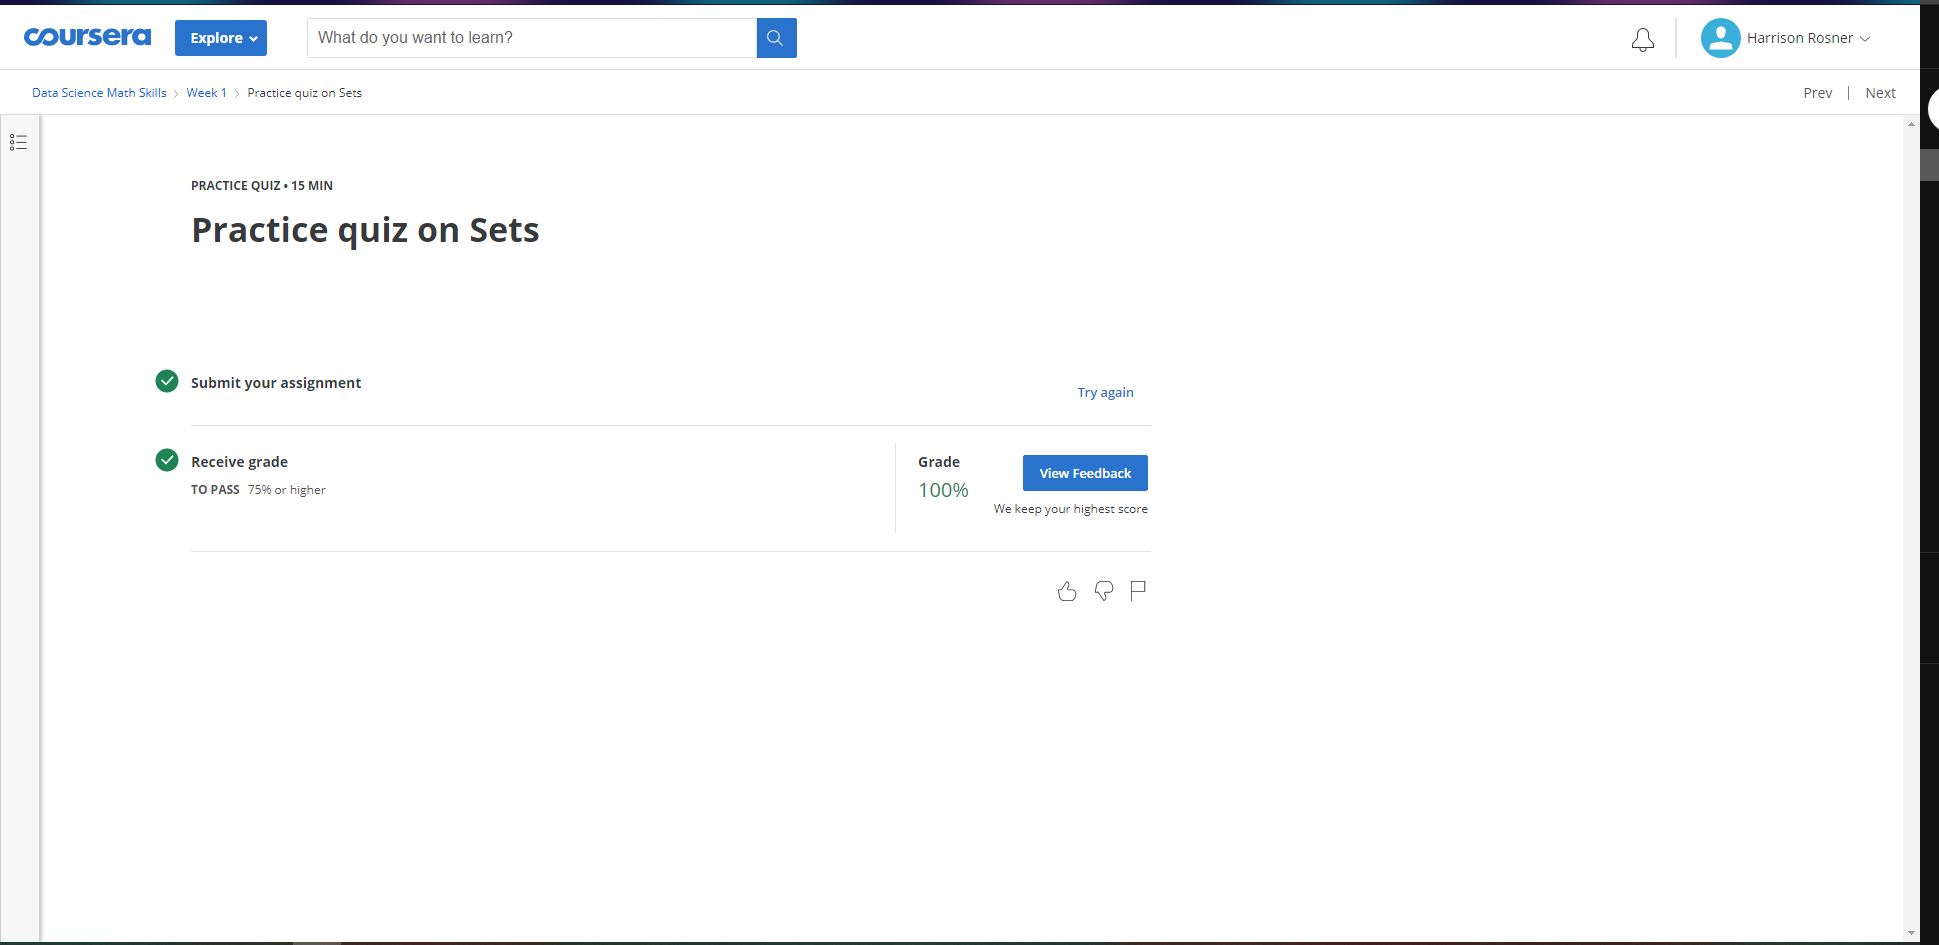 coursera Explore What do you want to learn? Harrison Rosner
Data Science Math Skills > Week 1 > Practice quiz on Sets Prev | Next
PRACTICE QUIZ • 15 MIN
Practice quiz on Sets
Submit your assignment
Try again
Receive grade
TO PASS 75% or higher
Grade
100%
View Feedback
We keep your highest score